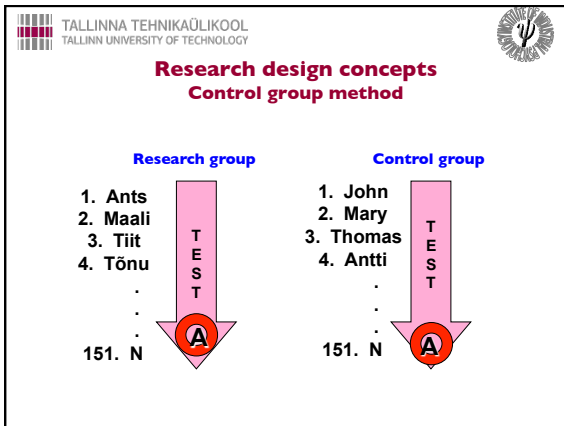 TALLINNA TEHNIKAÜLIKOOL
TALLINN UNIVERSITY OF TECHNOLOGY
Research design concepts
Control group method
Research group
1. Ants
2. Maali
3. Tiit
4. Tõnu
.
.
.
151. N
T
E
S
T
A
Control group
1. John
2. Mary
3. Thomas
4. Antti
.
.
.
151. N
T
E
S
T
A